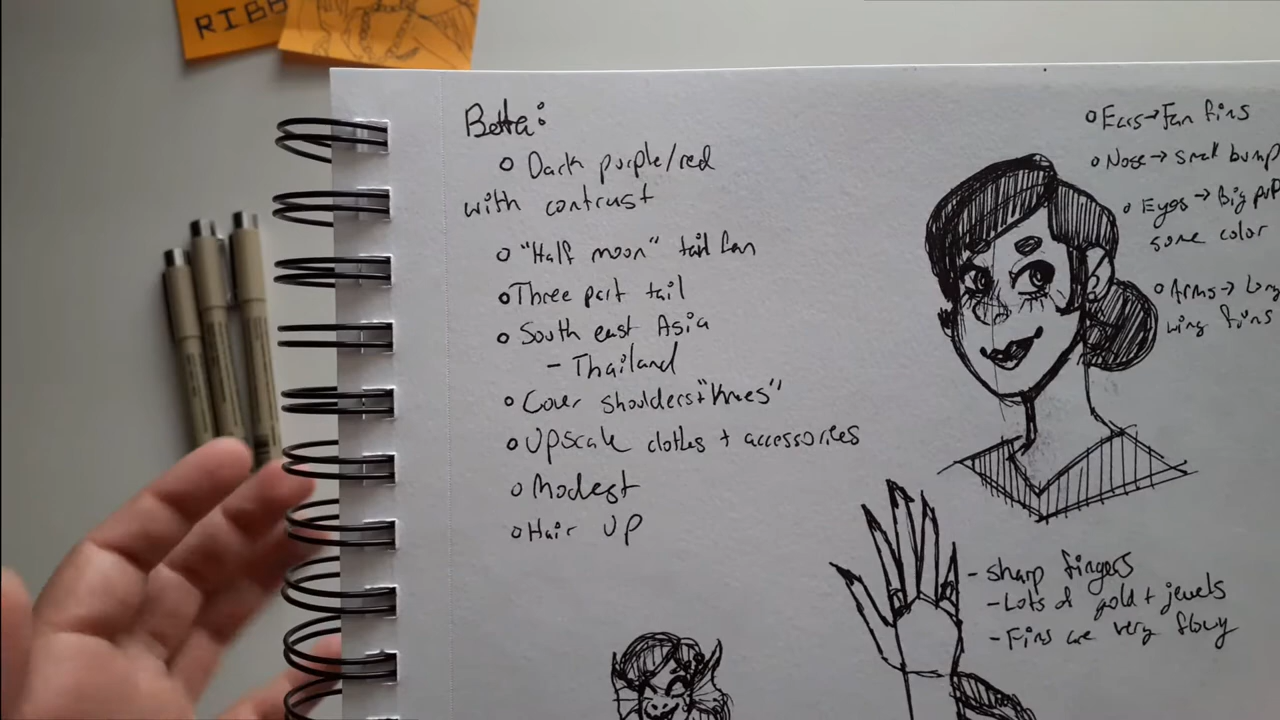 RIBB
Betta:
Dark purple/red
with contrust
"Half moon" tail fan
Three part tail
South east Asia
- Thailand
Cover shoulders + "Knees"
Upscale clothes + accessories
Modest
Hair up
Ears → Fan fins
Nose → small bump
Eyes → Big
some color
Arms → Long
wing fins
- sharp fingers
- Lots of gold + jewels
- Fins are very flowy